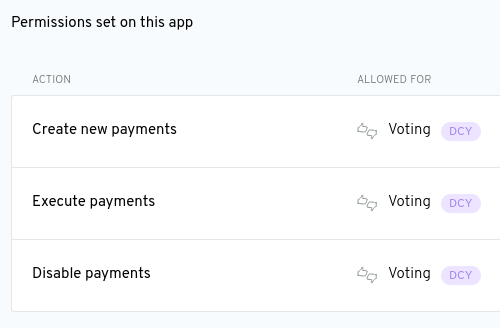 Permissions set on this app
ACTION ALLOWED FOR
Create new payments Voting DCY
Execute payments Voting DCY
Disable payments Voting DCY